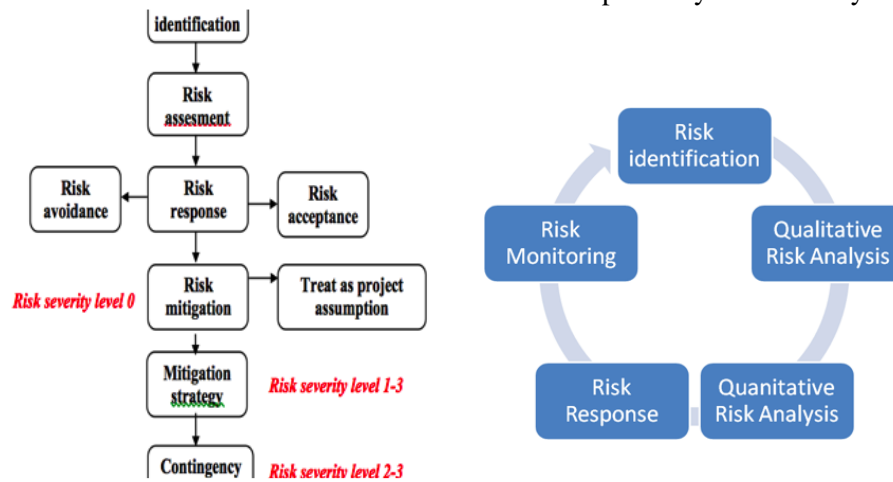 identification
Risk
assesment
Risk
avoidance
Risk
response
Risk
acceptance
Risk severity level 0
Risk
mitigation
Treat as project
assumption
Mitigation
strategy
Risk severity level 1-3
Contingency
Risk severity level 2-3
Risk
identification
Qualitative
Risk Analysis
Quanitative
Risk Analysis
Risk
Response
Risk
Monitoring